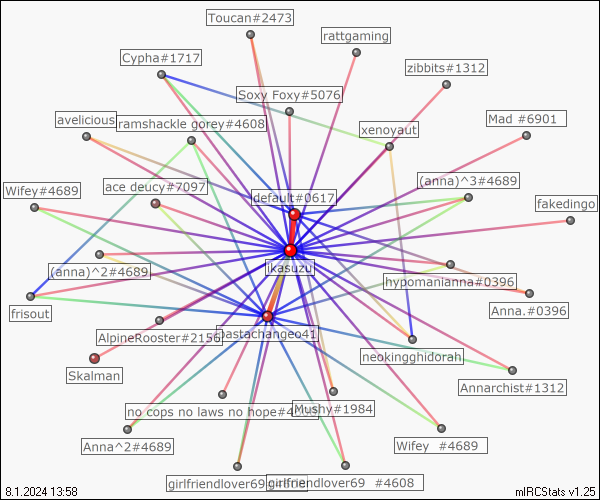 Toucan#2473
rattgaming
Cypha#1717
zibbits#1312
Soxy Foxy#5076
Mad #6901
avelicious
ramshackle gorey#4608
xenoyaut
ace deucy#7097
(anna)^3#4689
Wifey#4689
default#0617
fakedingo
ikasuzu
(anna)^2#4689
hypomanianna#0396
frisout
Anna.#0396
AlpineRooster#2156
pastachangeo41
neokingghidorah
Skalman
Annarchist#1312
no cops no laws no hope#4
Mushy#1984
Anna^2#4689
Wifey #4689
girlfriendlover69
girlfriendlover69 #4608
8.1.2024 13:58
mIRCStats v1.25